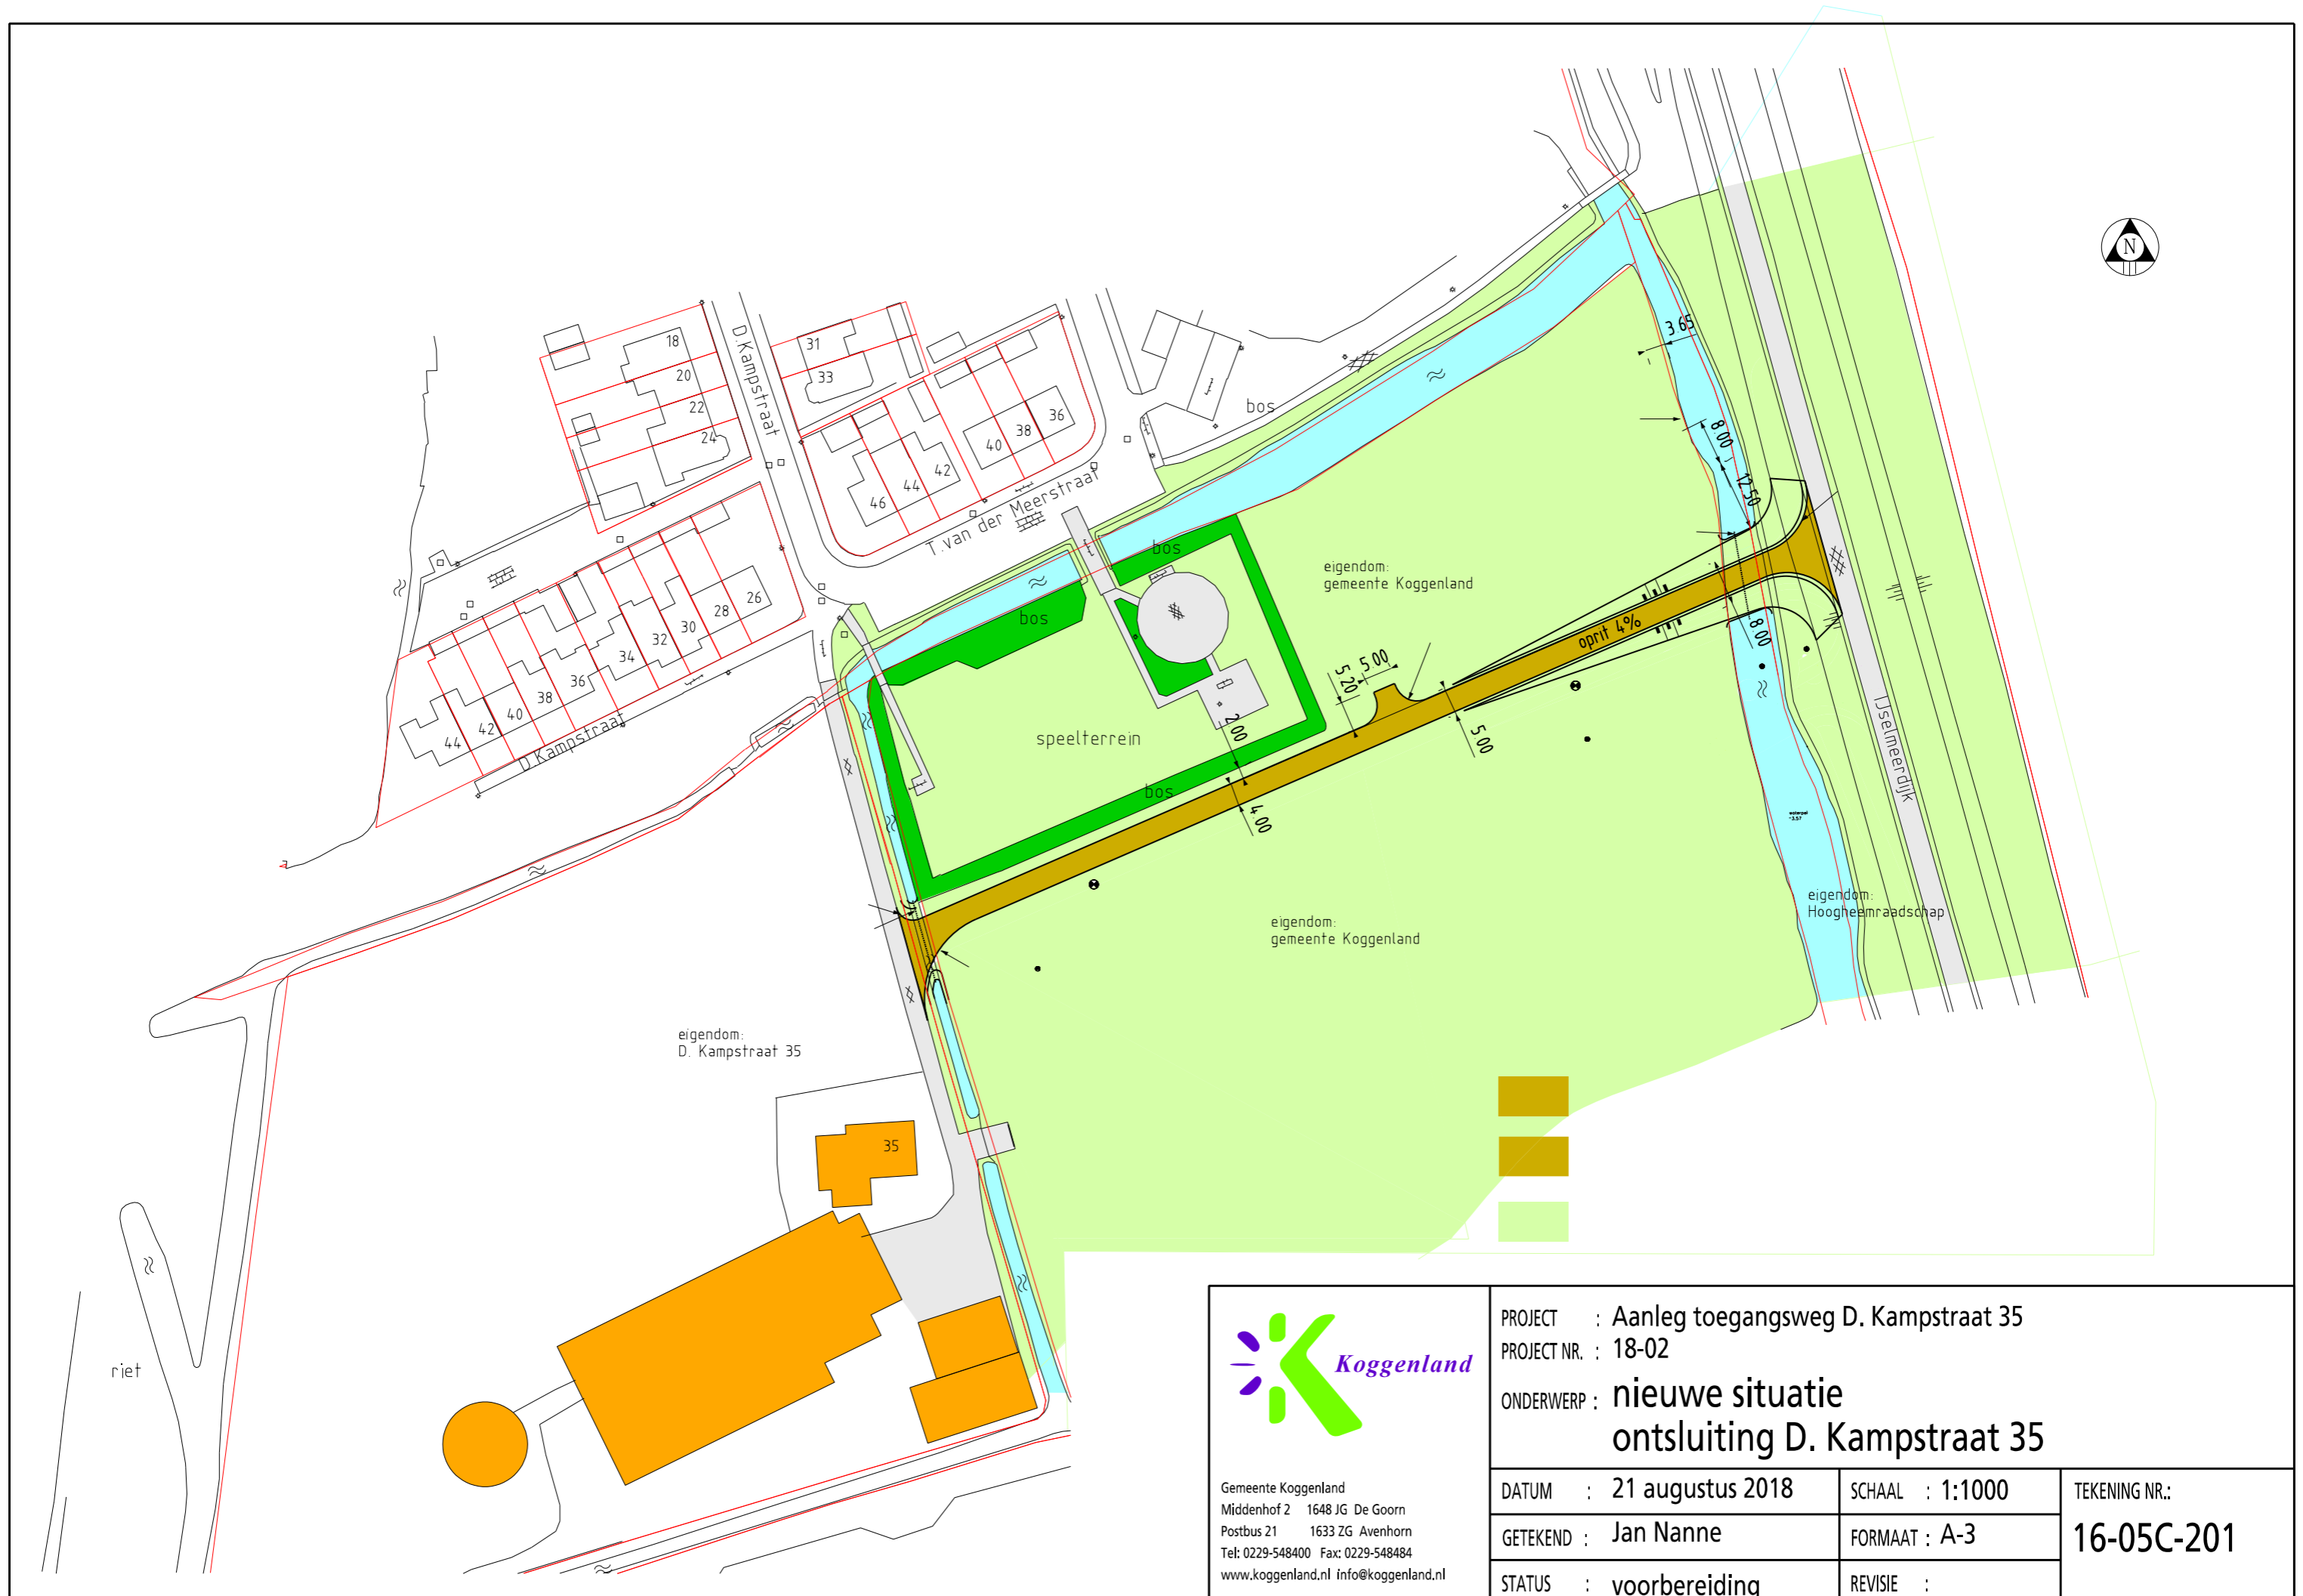 N
18
20
22
24
D.Kampstraat
31
33
46
44
42
40
38
36
T. van der Meerstraat
bos
44
42
40
38
36
34
32
30
28
26
D.Kampstraat
bos
bos
speelterrein
bos
eigendom:
gemeente Koggenland
3.65
8.00
12.50
8.00
oprit 4%
5.00
5.20
5.00
2.00
4.00
IJselmeerdijk
waterpeil
-3.57
eigendom:
Hoogheemraadschap
eigendom:
gemeente Koggenland
eigendom:
D. Kampstraat 35
35
riet
Koggenland
Gemeente Koggenland
Middenhof 2 1648 JG De Goorn
Postbus 21 1633 ZG Avenhorn
Tel: 0229-548400 Fax: 0229-548484
www.koggenland.nl info@koggenland.nl
PROJECT : Aanleg toegangsweg D. Kampstraat 35
PROJECT NR. : 18-02
ONDERWERP : nieuwe situatie
ontsluiting D. Kampstraat 35
DATUM : 21 augustus 2018
SCHAAL : 1:1000
TEKENING NR.:
GETEKEND : Jan Nanne
FORMAAT : A-3
16-05C-201
STATUS : voorbereiding
REVISIE :